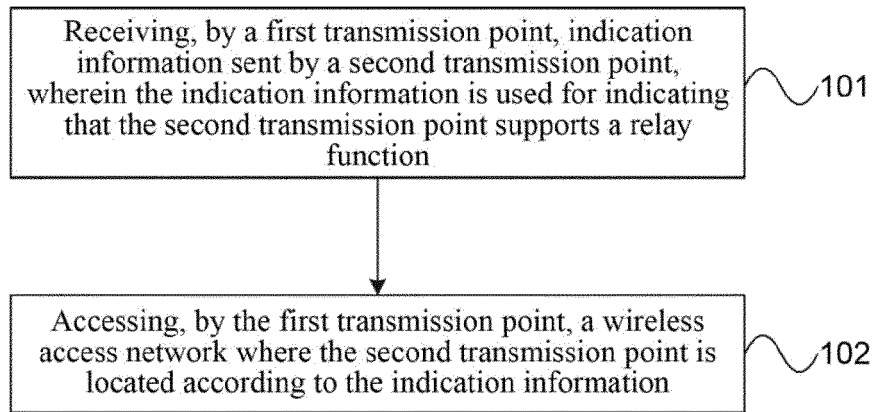 Receiving, by a first transmission point, indication
information sent by a second transmission point,
wherein the indication information is used for indicating
that the second transmission point supports a relay
function
101
Accessing, by the first transmission point, a wireless
access network where the second transmission point is
located according to the indication information
102